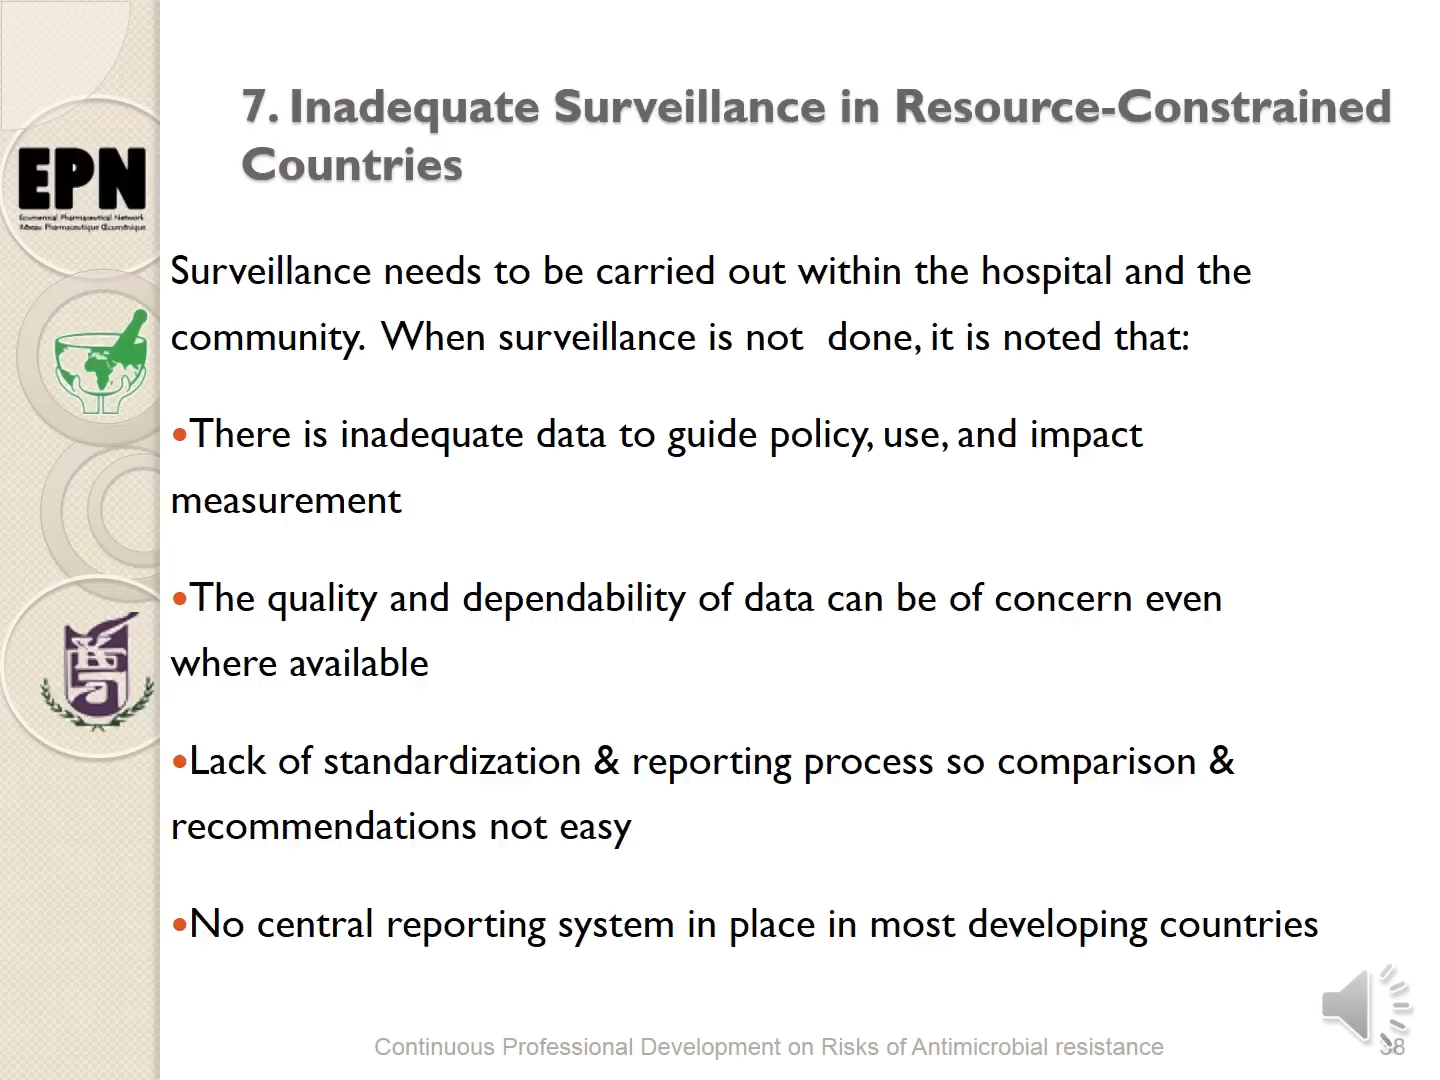 7. Inadequate Surveillance in Resource-Constrained
Countries
EPN
Ecumenical Pharmaceutical Network
Réseau Pharmaceutique Œcuménique
Surveillance needs to be carried out within the hospital and the
community. When surveillance is not done, it is noted that:
•There is inadequate data to guide policy, use, and impact
measurement
•The quality and dependability of data can be of concern even
where available
•Lack of standardization & reporting process so comparison &
recommendations not easy
•No central reporting system in place in most developing countries
Continuous Professional Development on Risks of Antimicrobial resistance
38